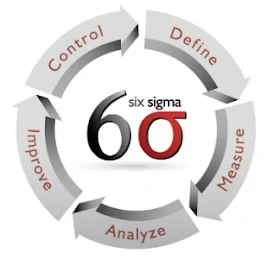 Control
Define
six sigma
6σ
Improve
Measure
Analyze